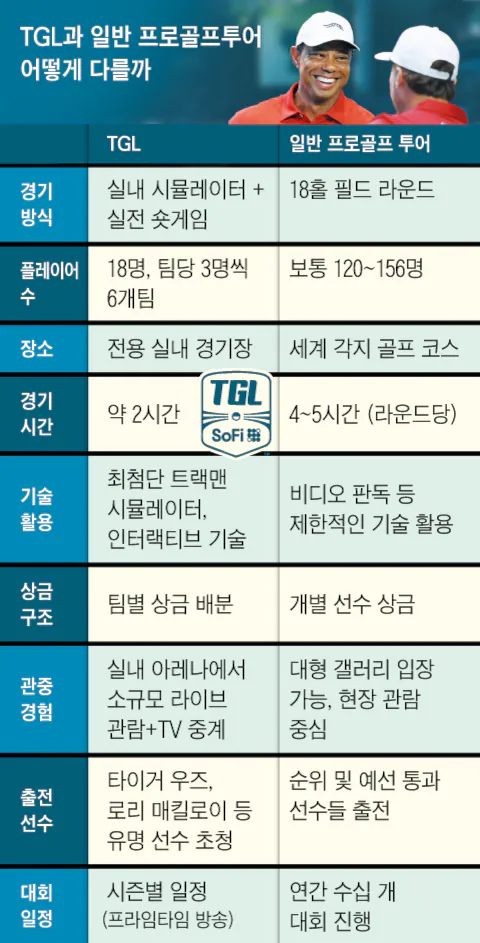 TGL과 일반 프로골프투어
어떻게 다를까
TGL
일반 프로골프 투어
경기
방식
실내 시뮬레이터 +
실전 숏게임
18홀 필드 라운드
플레이어
수
18명, 팀당 3명씩
6개팀
보통 120~156명
장소
전용 실내 경기장
세계 각지 골프 코스
경기
시간
약 2시간
TGL
SoFi
4~5시간 (라운드당)
기술
활용
최첨단 트랙맨
시뮬레이터,
인터랙티브 기술
비디오 판독 등
제한적인 기술 활용
상금
구조
팀별 상금 배분
개별 선수 상금
관중
경험
실내 아레나에서
소규모 라이브
관람+TV 중계
대형 갤러리 입장
가능, 현장 관람
중심
출전
선수
타이거 우즈,
로리 매킬로이 등
유명 선수 초청
순위 및 예선 통과
선수들 출전
대회
일정
시즌별 일정
(프라임타임 방송)
연간 수십 개
대회 진행